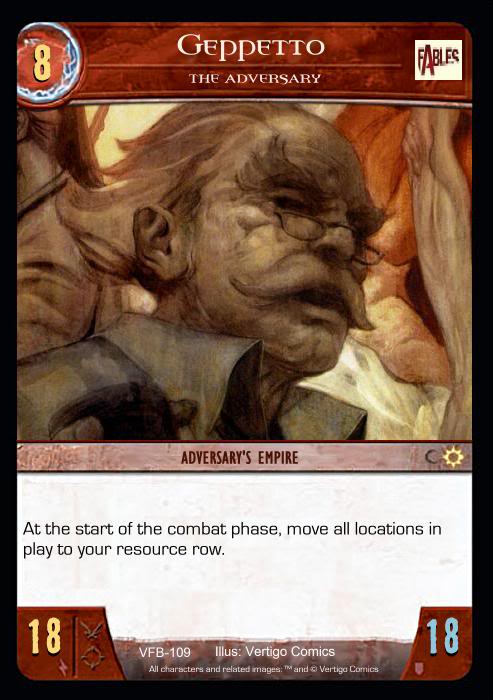 8
Geppetto
FABLES
THE ADVERSARY
ADVERSARY'S EMPIRE
At the start of the combat phase, move all locations in
play to your resource row.
18
18
VFB-109 Illus: Vertigo Comics
All characters and related images: ™ and © Vertigo Comics